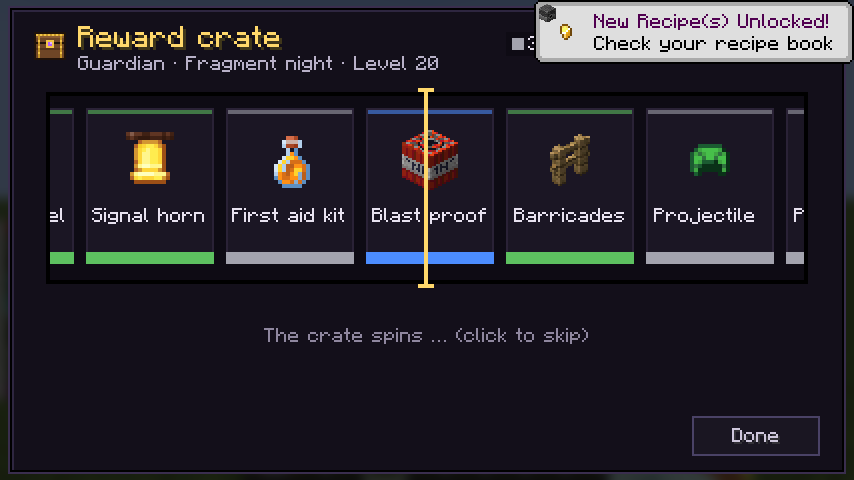 Reward crate
Guardian · Fragment night · Level 20
New Recipe(s) Unlocked!
Check your recipe book
el
Signal horn
First aid kit
Blast proof
Barricades
Projectile
The crate spins ... (click to skip)
Done